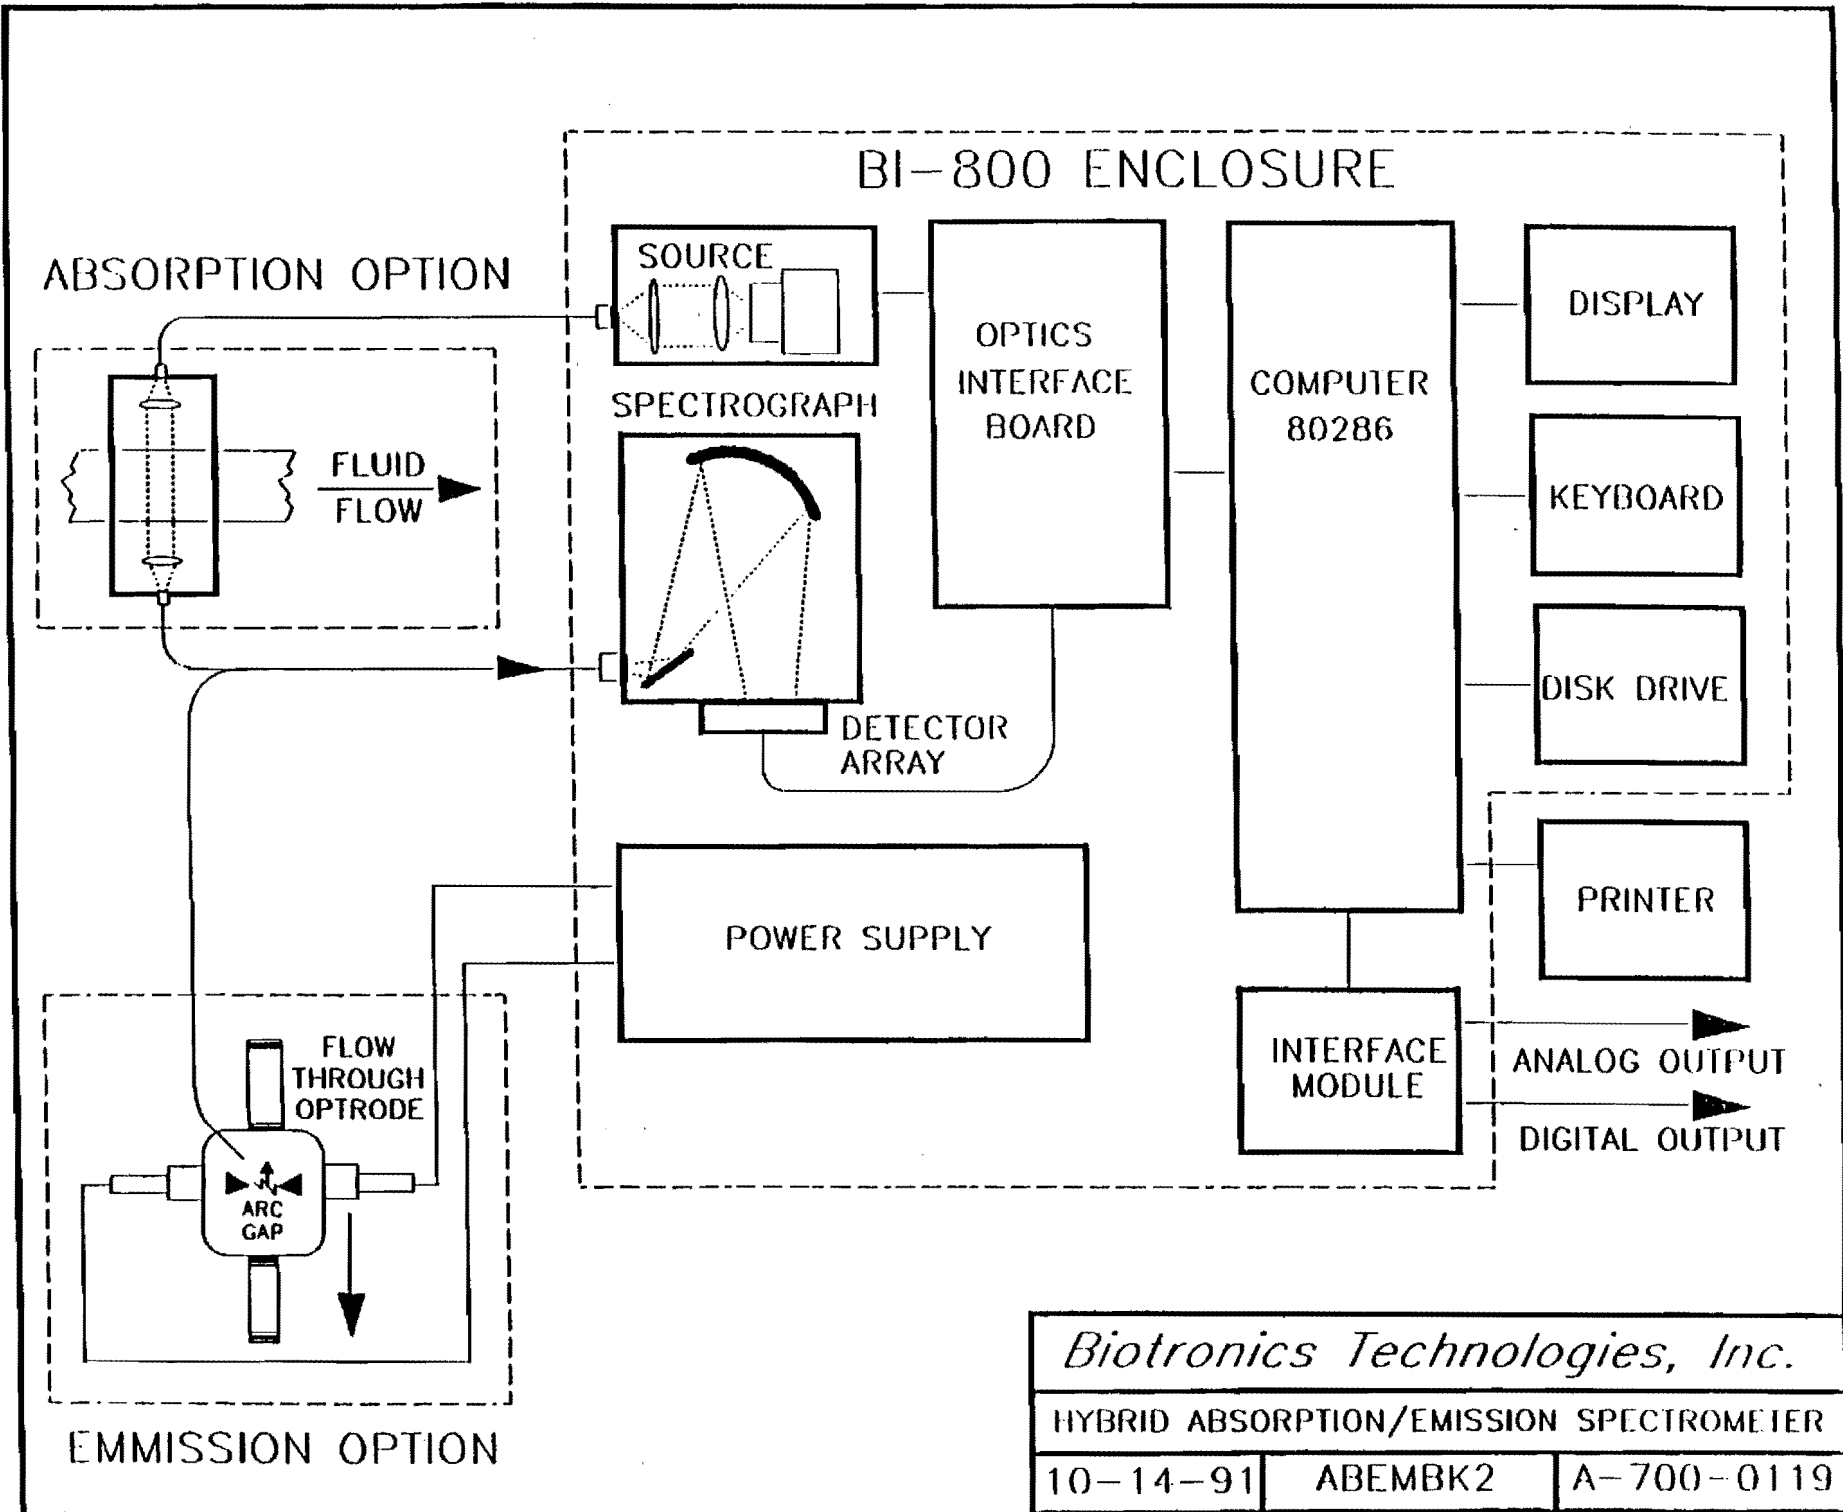 BI-800 ENCLOSURE
ABSORPTION OPTION
SOURCE
OPTICS
INTERFACE
BOARD
COMPUTER
80286
DISPLAY
SPECTROGRAPH
FLUID
FLOW
KEYBOARD
DISK DRIVE
DETECTOR
ARRAY
POWER SUPPLY
PRINTER
INTERFACE
MODULE
ANALOG OUTPUT
DIGITAL OUTPUT
FLOW
THROUGH
OPTRODE
ARC
GAP
EMMISSION OPTION
Biotronics Technologies, Inc.
HYBRID ABSORPTION/EMISSION SPECTROMETER
10-14-91 ABEMBK2 A-700-0119